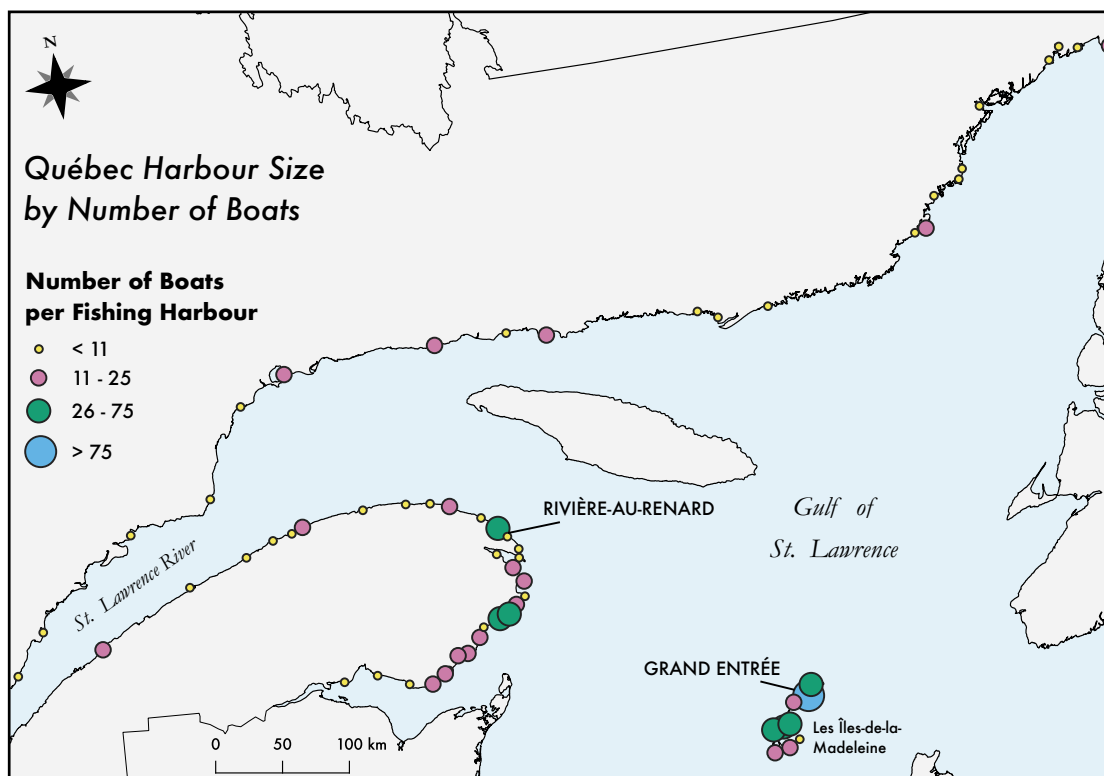 N
Québec Harbour Size
by Number of Boats
Number of Boats
per Fishing Harbour
< 11
11 - 25
26 - 75
> 75
RIVIÈRE-AU-RENARD
Gulf of
St. Lawrence
St. Lawrence River
GRAND ENTRÉE
Les Îles-de-la-
Madeleine
0 50 100 km